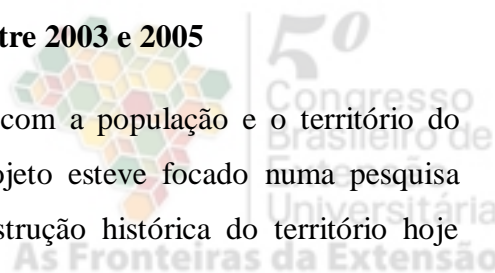 tre 2003 e 2005
5º
Congresso
com a população e o território do
Brasileiro de
Extensão
ojeto esteve focado numa pesquisa
Universitária
strução histórica do território hoje
As Fronteiras da Extensão